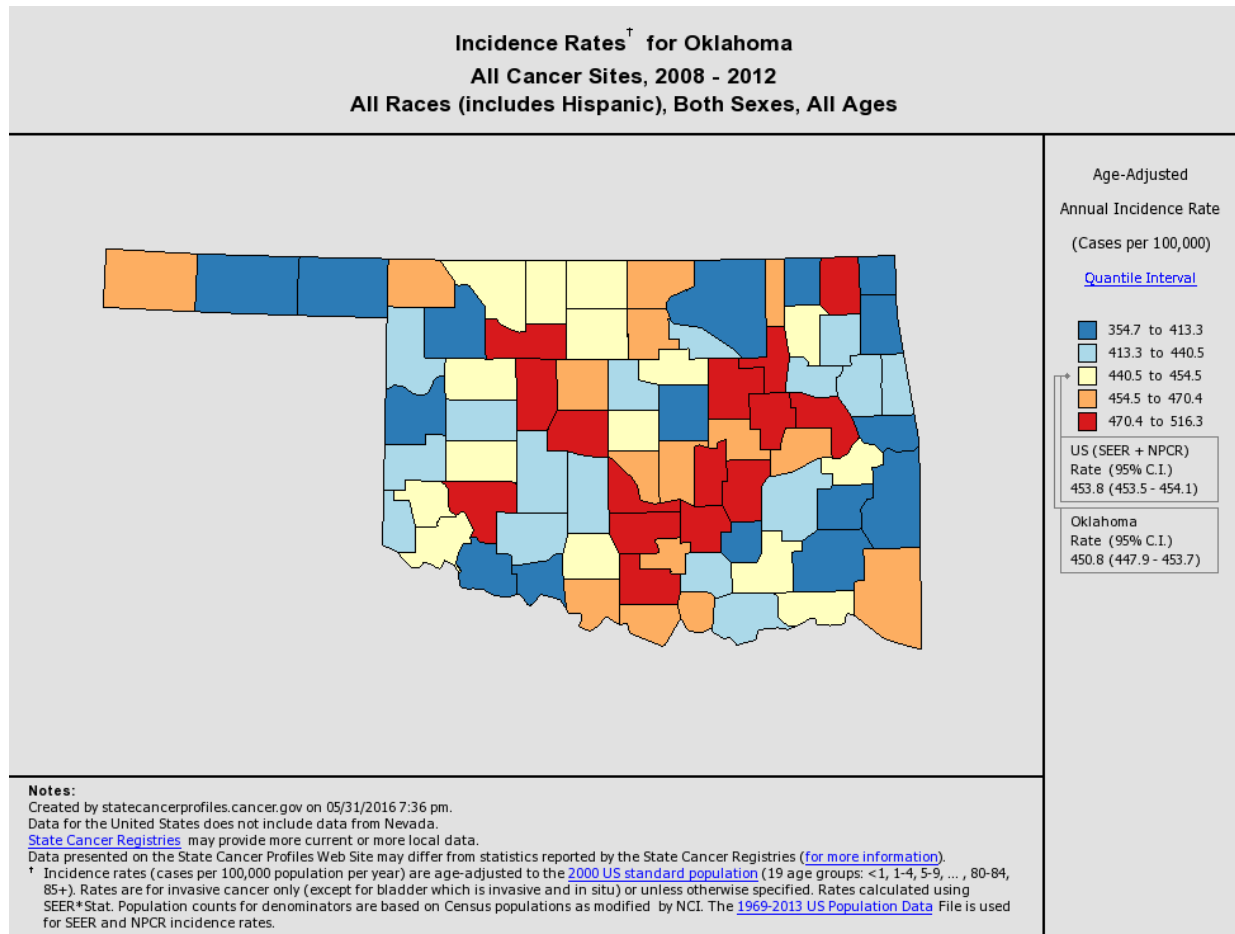 Incidence Rates† for Oklahoma
All Cancer Sites, 2008 - 2012
All Races (includes Hispanic), Both Sexes, All Ages
Age-Adjusted
Annual Incidence Rate
(Cases per 100,000)
Quantile Interval
354.7 to 413.3
413.3 to 440.5
440.5 to 454.5
454.5 to 470.4
470.4 to 516.3
US (SEER + NPCR)
Rate (95% C.I.)
453.8 (453.5 - 454.1)
Oklahoma
Rate (95% C.I.)
450.8 (447.9 - 453.7)
Notes:
Created by statecancerprofiles.cancer.gov on 05/31/2016 7:36 pm.
Data for the United States does not include data from Nevada.
State Cancer Registries may provide more current or more local data.
Data presented on the State Cancer Profiles Web Site may differ from statistics reported by the State Cancer Registries (for more information).
† Incidence rates (cases per 100,000 population per year) are age-adjusted to the 2000 US standard population (19 age groups: <1, 1-4, 5-9, ... , 80-84,
85+). Rates are for invasive cancer only (except for bladder which is invasive and in situ) or unless otherwise specified. Rates calculated using
SEER*Stat. Population counts for denominators are based on Census populations as modified by NCI. The 1969-2013 US Population Data File is used
for SEER and NPCR incidence rates.